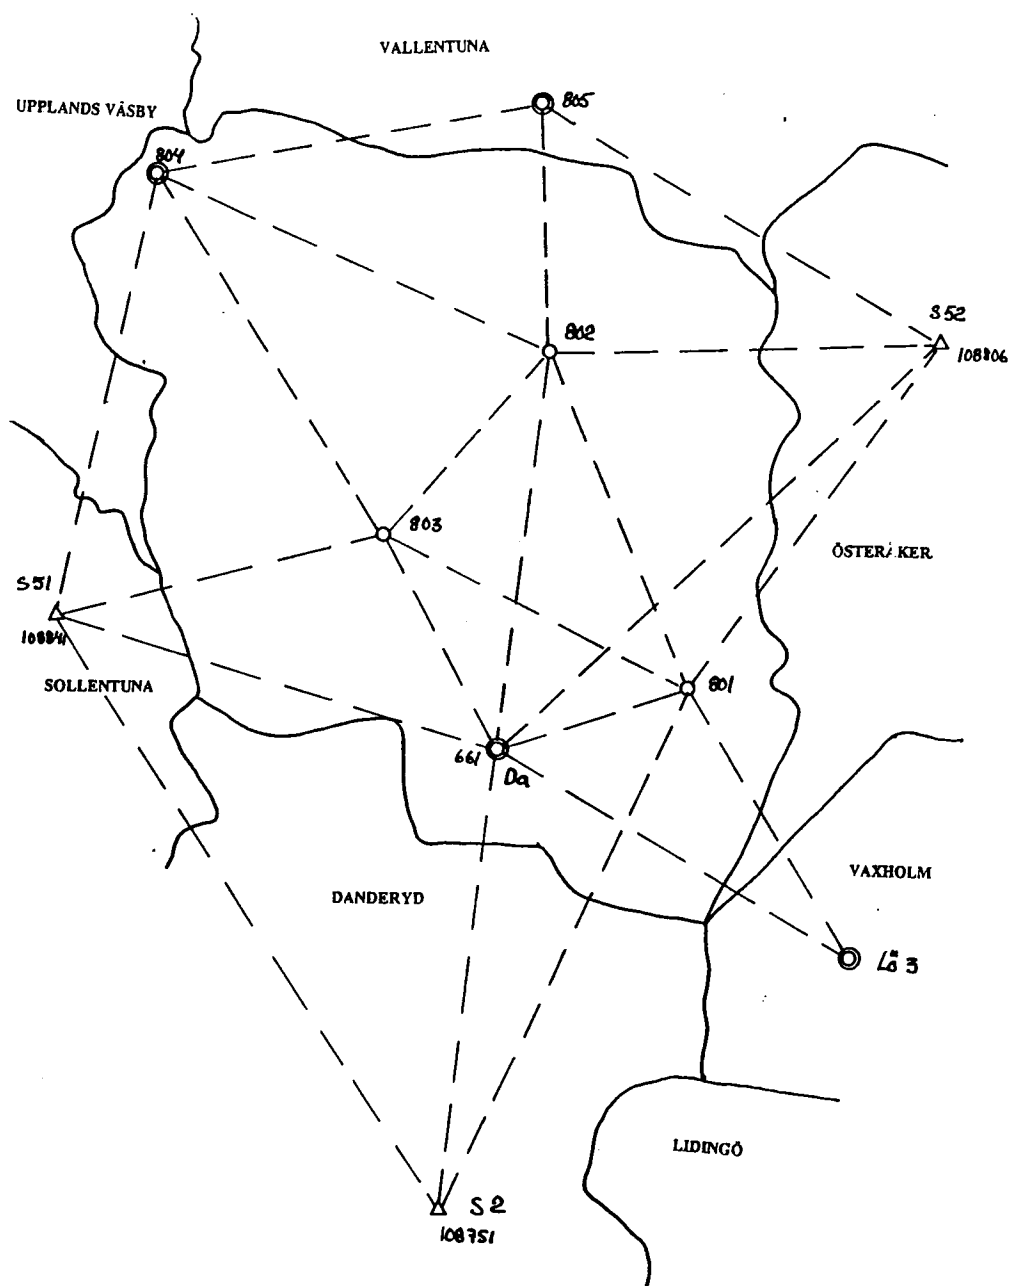 VALLENTUNA
805
UPPLANDS VÄSBY
804
S52
802
108806
803
ÖSTERÅKER
S51
108841
SOLLENTUNA
801
661
Da
VAXHOLM
DANDERYD
Lö 3
LIDINGÖ
S2
108751